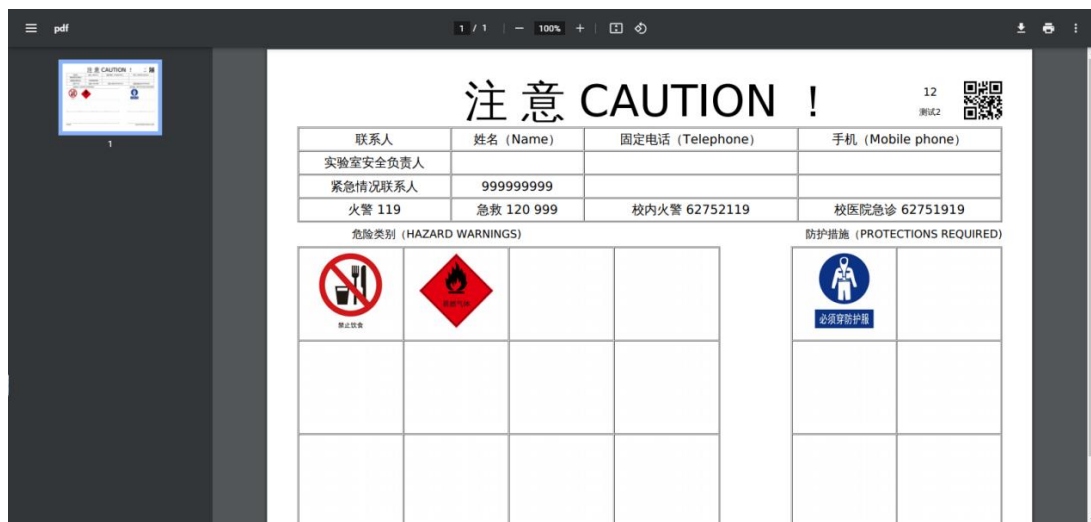 pdf
1 / 1
100%
1
注 意 CAUTION ！
12
测试2
联系人 姓名（Name） 固定电话（Telephone） 手机（Mobile phone）
实验室安全负责人
紧急情况联系人 999999999
火警 119 急救 120 999 校内火警 62752119 校医院急诊 62751919
危险类别（HAZARD WARNINGS) 防护措施（PROTECTIONS REQUIRED)
禁止饮食
必须穿防护服